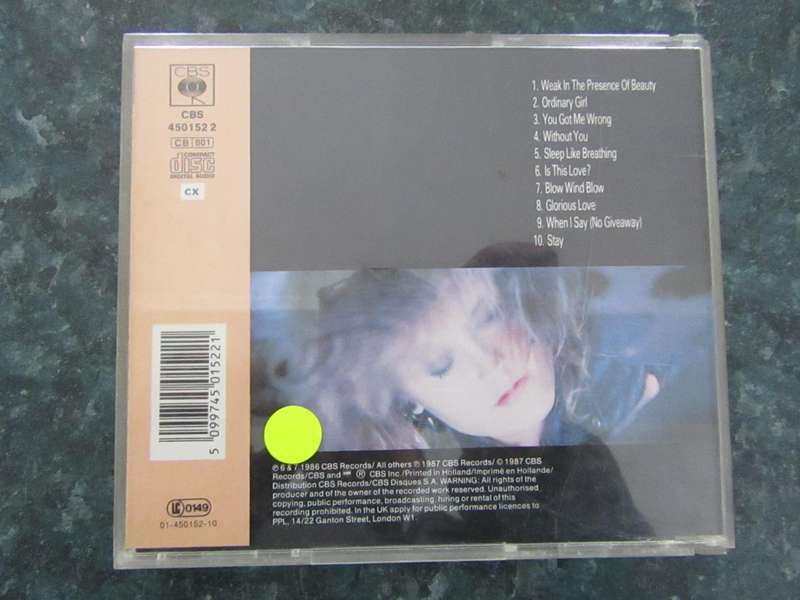 CBS
CBS
450152 2
CB 801
COMPACT
disc
DIGITAL AUDIO
CX
5 099745 015221
LC 0149
01-450152-10
1. Weak In The Presence Of Beauty
2. Ordinary Girl
3. You Got Me Wrong
4. Without You
5. Sleep Like Breathing
6. Is This Love?
7. Blow Wind Blow
8. Glorious Love
9. When I Say (No Giveaway)
10. Stay
℗ 6 & 7 1986 CBS Records/ All others ℗ 1987 CBS Records/ © 1987 CBS
Records/CBS and ® CBS Inc./Printed in Holland/Imprimé en Hollande/
Distribution CBS Records/CBS Disques S.A. WARNING: All rights of the
producer and of the owner of the recorded work reserved. Unauthorised
copying, public performance, broadcasting, hiring or rental of this
recording prohibited. In the UK apply for public performance licences to
PPL, 14/22 Ganton Street, London W1.